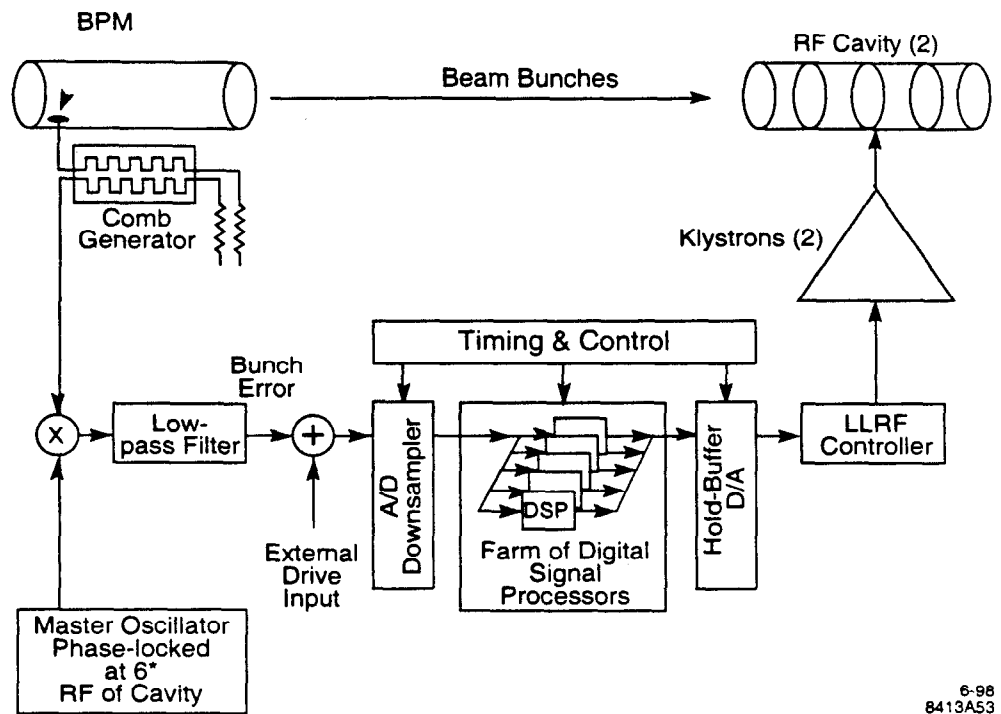 BPM
RF Cavity (2)
Beam Bunches
Comb
Generator
Klystrons (2)
Timing & Control
Bunch
Error
X
Low-
pass Filter
+
A/D
Downsampler
DSP
Farm of Digital
Signal
Processors
Hold-Buffer
D/A
LLRF
Controller
External
Drive
Input
Master Oscillator
Phase-locked
at 6*
RF of Cavity
6-98
8413A53